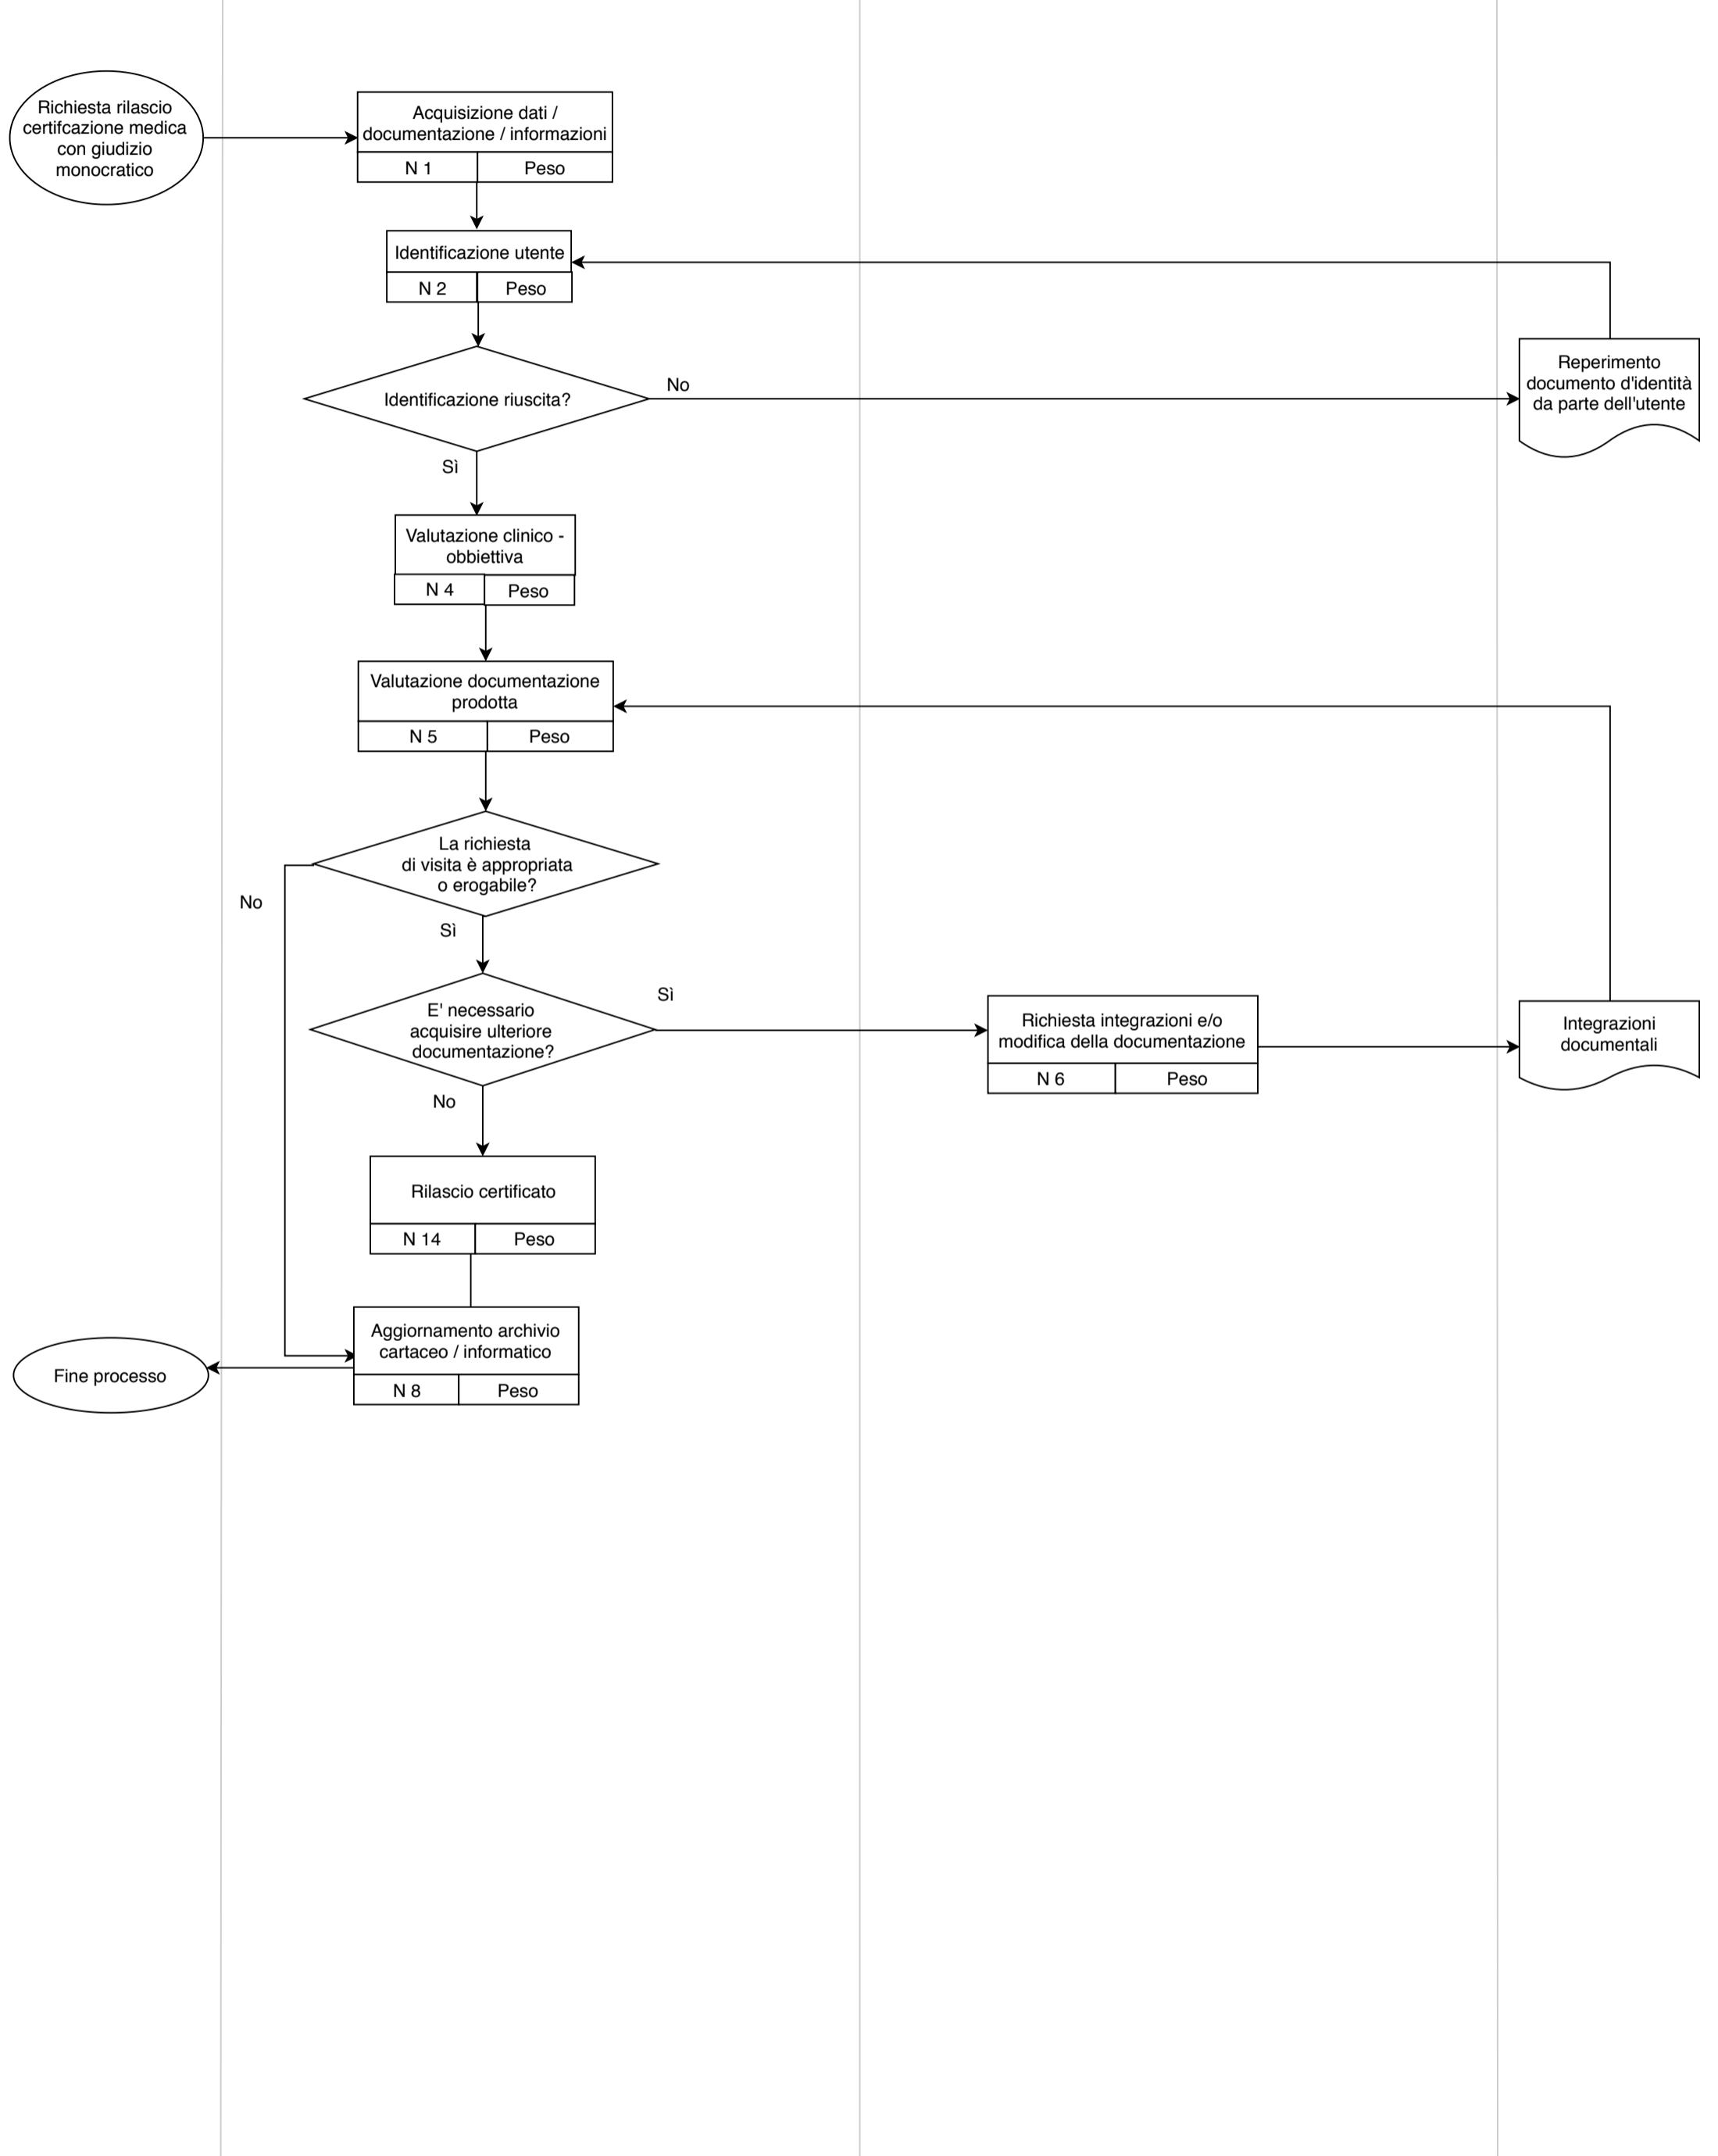 Richiesta rilascio
certifcazione medica
con giudizio
monocratico
Acquisizione dati /
documentazione / informazioni
N 1 Peso
Identificazione utente
N 2 Peso
Identificazione riuscita?
No
Reperimento
documento d'identità
da parte dell'utente
Sì
Valutazione clinico -
obbiettiva
N 4 Peso
Valutazione documentazione
prodotta
N 5 Peso
La richiesta
di visita è appropriata
o erogabile?
No
Sì
E' necessario
acquisire ulteriore
documentazione?
Sì
Richiesta integrazioni e/o
modifica della documentazione
N 6 Peso
Integrazioni
documentali
No
Rilascio certificato
N 14 Peso
Aggiornamento archivio
cartaceo / informatico
N 8 Peso
Fine processo